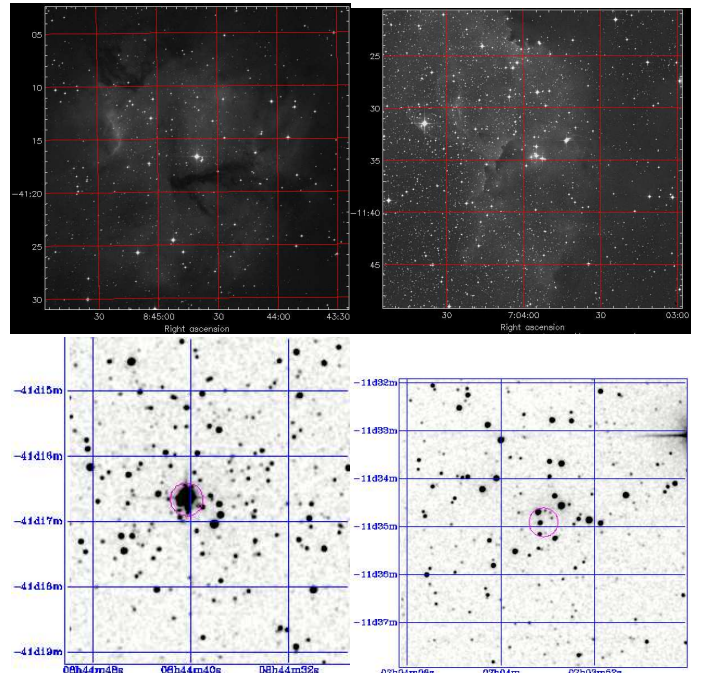 05
10
15
-41:20
25
30
30 8:45:00 30 44:00 43:30
Right ascension
25
30
35
-11:40
45
30 7:04:00 30 03:00
Right ascension
-41d15m
-41d16m
-41d17m
-41d18m
-41d19m
08h44m48s 08h44m40s 08h44m32s
-11d32m
-11d33m
-11d34m
-11d35m
-11d36m
-11d37m
07h04m 07h03m52s